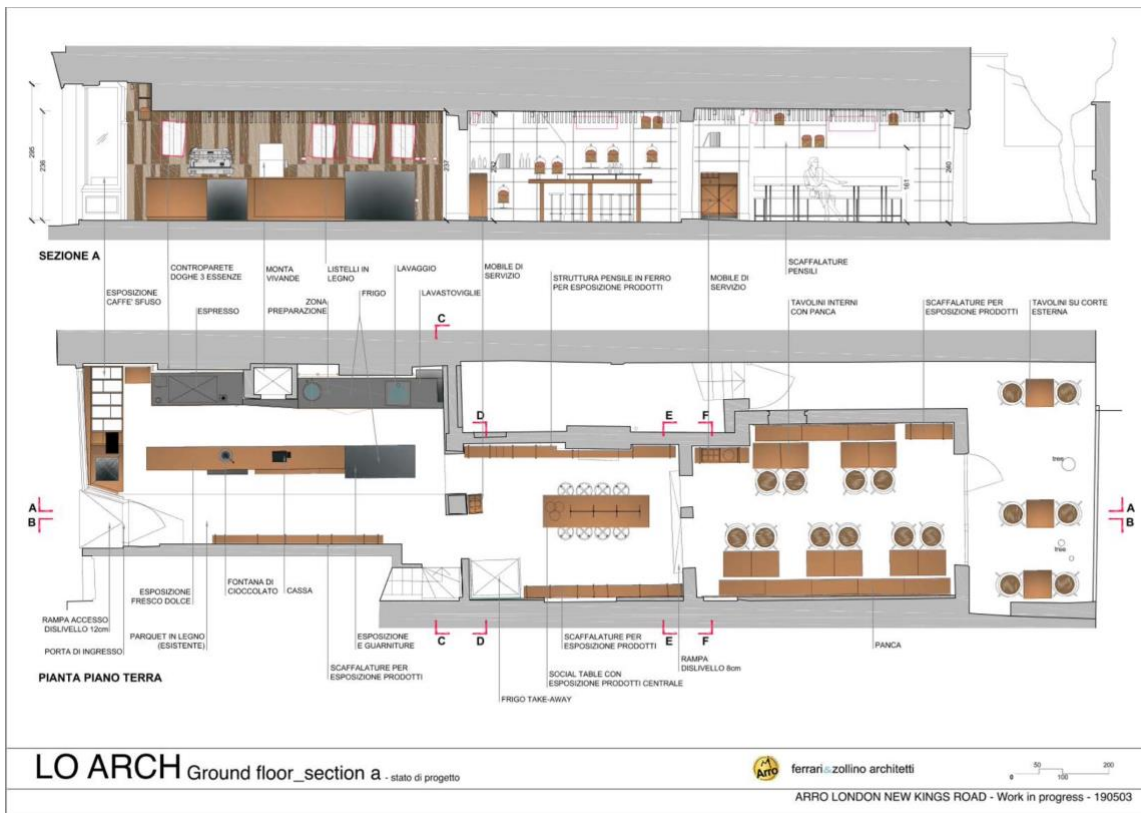 295
236
237
292
161
260
SEZIONE A
ESPOSIZIONE
CAFFE' SFUSO
CONTROPARETE
DOGHE 3 ESSENZE
ESPRESSO
MONTA
VIVANDE
ZONA
PREPARAZIONE
LISTELLI IN
LEGNO
FRIGO
LAVAGGIO
LAVASTOVIGLIE
MOBILE DI
SERVIZIO
STRUTTURA PENSILE IN FERRO
PER ESPOSIZIONE PRODOTTI
MOBILE DI
SERVIZIO
SCAFFALATURE
PENSILI
TAVOLINI INTERNI
CON PANCA
SCAFFALATURE PER
ESPOSIZIONE PRODOTTI
TAVOLINI SU CORTE
ESTERNA
C
D
E
F
tree
A
B
A
B
tree
C
D
E
F
RAMPA ACCESSO
DISLIVELLO 12cm
PORTA DI INGRESSO
ESPOSIZIONE
FRESCO DOLCE
PARQUET IN LEGNO
(ESISTENTE)
FONTANA DI
CIOCCOLATO
CASSA
SCAFFALATURE PER
ESPOSIZIONE PRODOTTI
ESPOSIZIONE
E GUARNITURE
FRIGO TAKE-AWAY
SCAFFALATURE PER
ESPOSIZIONE PRODOTTI
SOCIAL TABLE CON
ESPOSIZIONE PRODOTTI CENTRALE
RAMPA
DISLIVELLO 8cm
PANCA
PIANTA PIANO TERRA
LO ARCH Ground floor_section a - stato di progetto
Arro
ferrari&zollino architetti
0 50 100 200
ARRO LONDON NEW KINGS ROAD - Work in progress - 190503